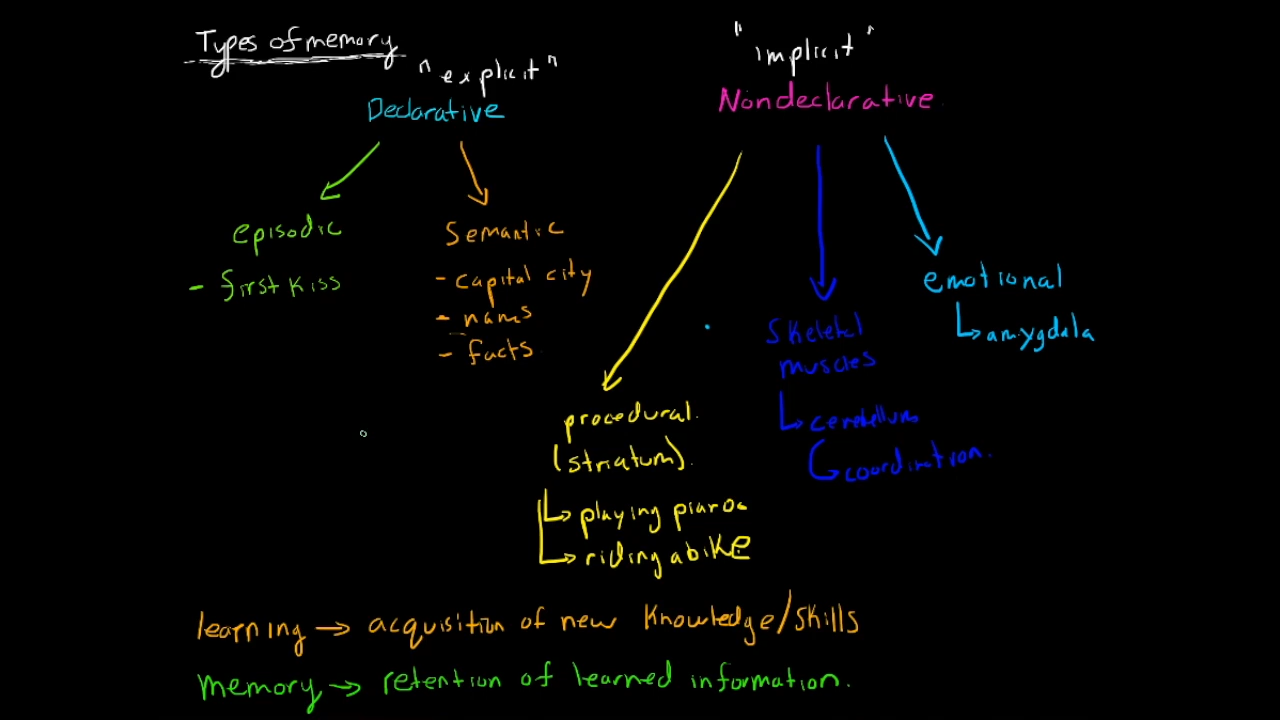 Types of memory
"explicit"
Declarative
episodic
- first kiss
Semantic
- capital city
- names
- facts
"implicit"
Nondeclarative
procedural
(striatum)
playing piano
riding a bike
Skeletal
muscles
cerebellum
coordination.
emotional
amygdala
learning → acquisition of new knowledge/skills
memory → retention of learned information.